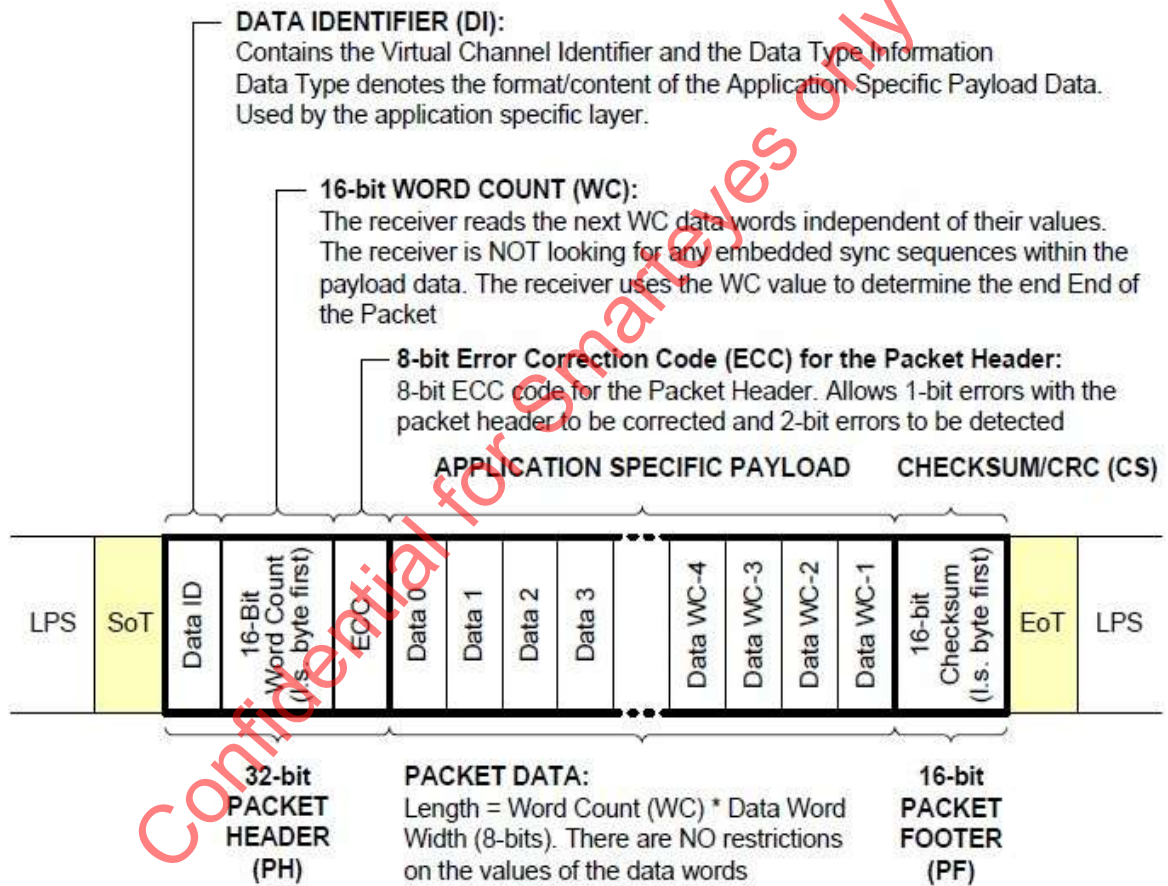 DATA IDENTIFIER (DI):
Contains the Virtual Channel Identifier and the Data Type Information
Data Type denotes the format/content of the Application Specific Payload Data.
Used by the application specific layer.
16-bit WORD COUNT (WC):
The receiver reads the next WC data words independent of their values.
The receiver is NOT looking for any embedded sync sequences within the
payload data. The receiver uses the WC value to determine the end End of
the Packet
8-bit Error Correction Code (ECC) for the Packet Header:
8-bit ECC code for the Packet Header. Allows 1-bit errors with the
packet header to be corrected and 2-bit errors to be detected
APPLICATION SPECIFIC PAYLOAD
CHECKSUM/CRC (CS)
LPS
SoT
Data ID
16-Bit
Word Count
(l.s. byte first)
ECC
Data 0
Data 1
Data 2
Data 3
Data WC-4
Data WC-3
Data WC-2
Data WC-1
16-bit
Checksum
(l.s. byte first)
EoT
LPS
32-bit
PACKET
HEADER
(PH)
PACKET DATA:
Length = Word Count (WC) * Data Word
Width (8-bits). There are NO restrictions
on the values of the data words
16-bit
PACKET
FOOTER
(PF)
Confidential for Smarteyes only